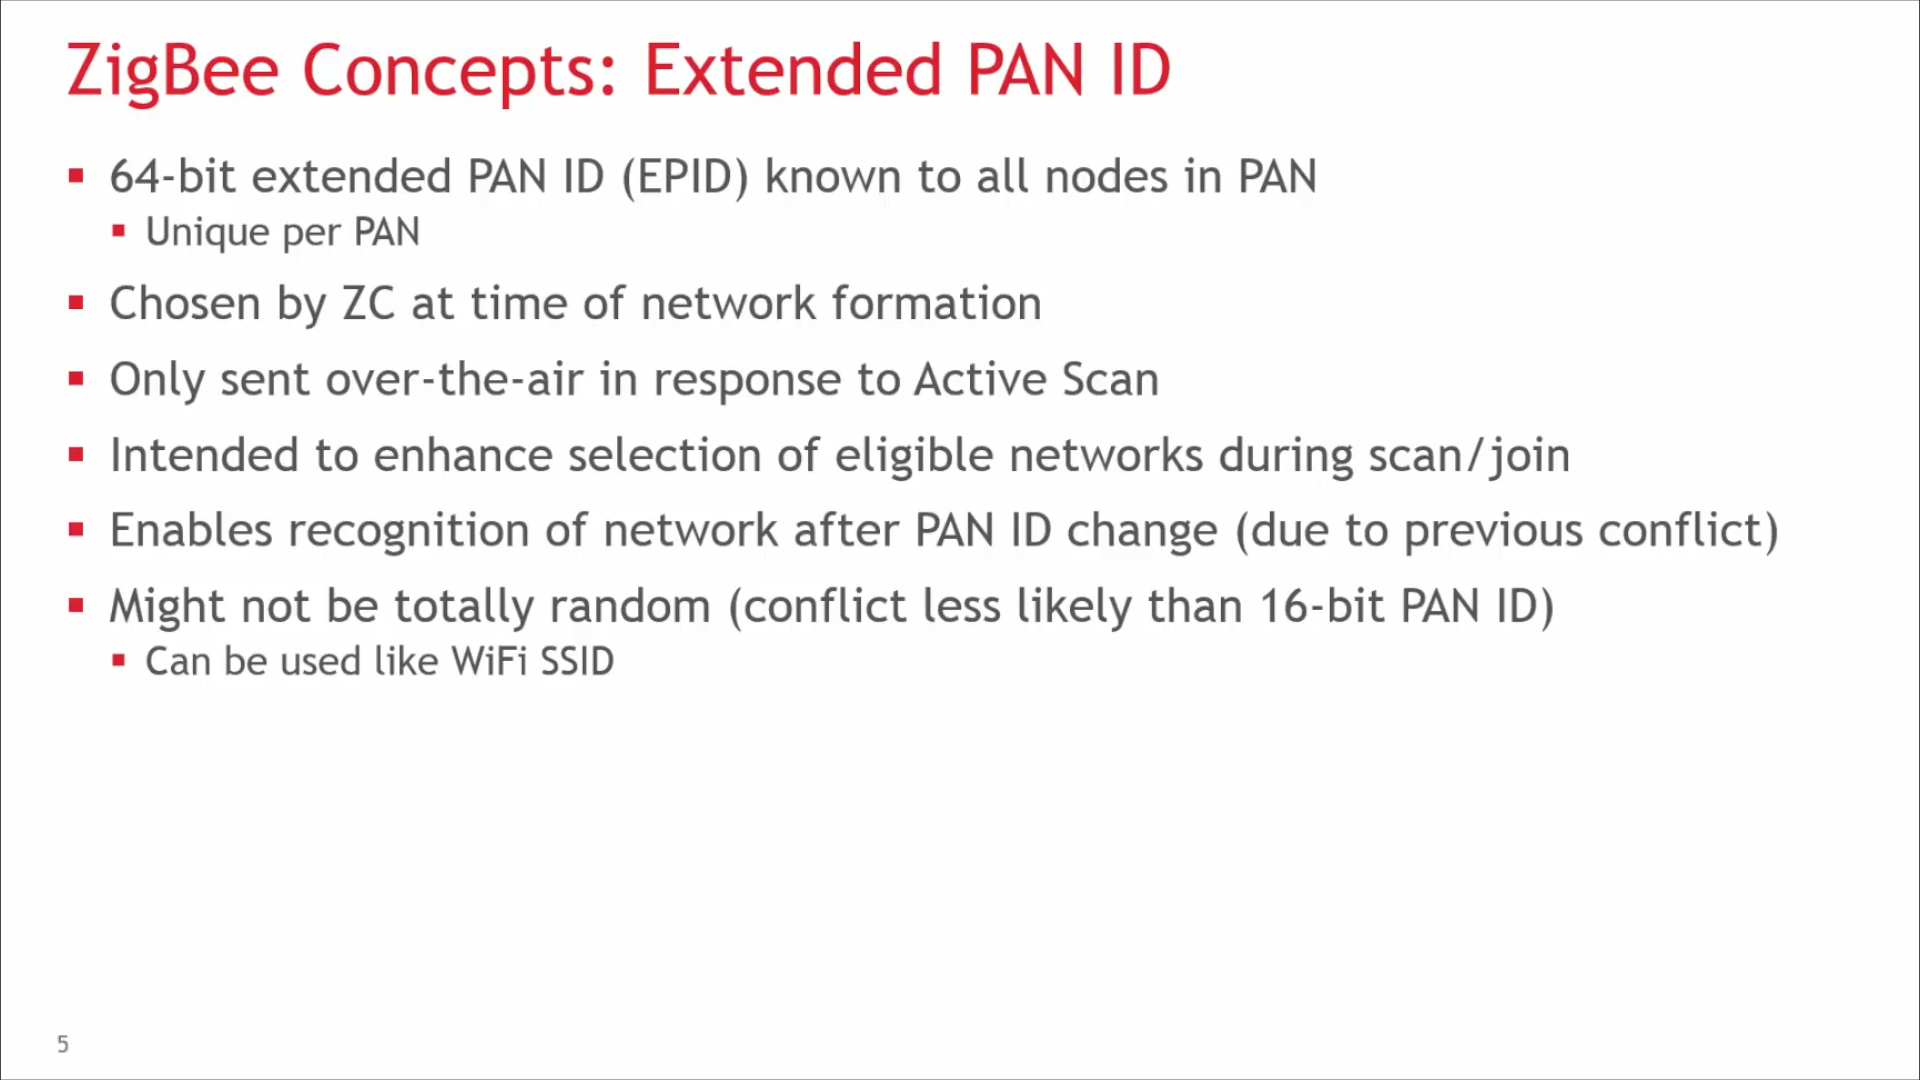 ZigBee Concepts: Extended PAN ID
64-bit extended PAN ID (EPID) known to all nodes in PAN
Unique per PAN
Chosen by ZC at time of network formation
Only sent over-the-air in response to Active Scan
Intended to enhance selection of eligible networks during scan/join
Enables recognition of network after PAN ID change (due to previous conflict)
Might not be totally random (conflict less likely than 16-bit PAN ID)
Can be used like WiFi SSID
5